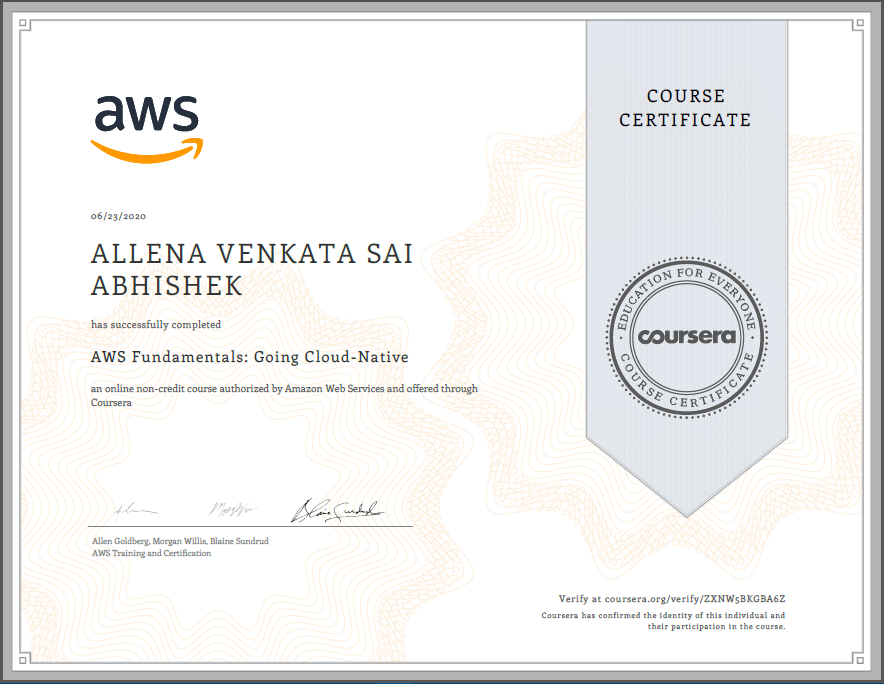 aws
COURSE
CERTIFICATE
06/23/2020
ALLENA VENKATA SAI
ABHISHEK
has successfully completed
AWS Fundamentals: Going Cloud-Native
an online non-credit course authorized by Amazon Web Services and offered through
Coursera
EDUCATION FOR EVERYONE
coursera
COURSE CERTIFICATE
Blaine Sundrud
Allen Goldberg, Morgan Willis, Blaine Sundrud
AWS Training and Certification
Verify at coursera.org/verify/ZXNW5BKGBA6Z
Coursera has confirmed the identity of this individual and
their participation in the course.